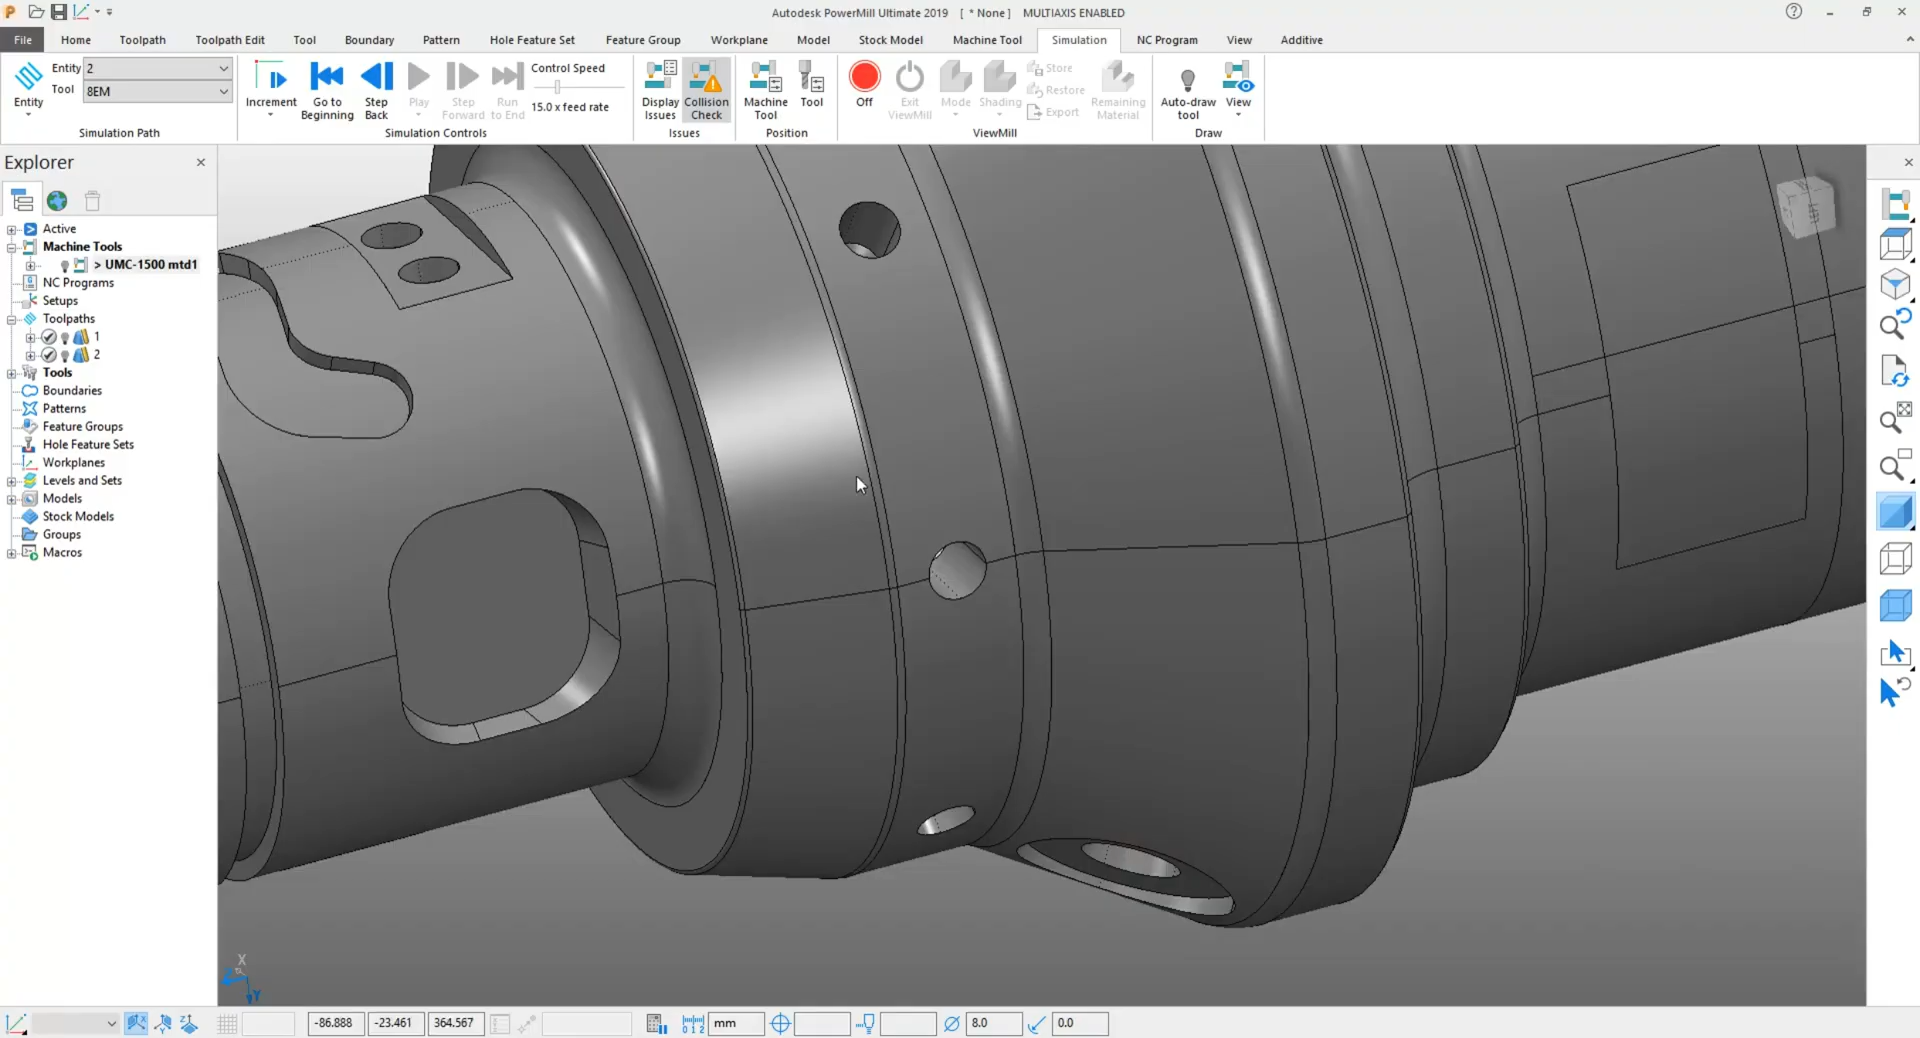 Autodesk PowerMill Ultimate 2019 [ * None ] MULTIAXIS ENABLED
File Home Toolpath Toolpath Edit Tool Boundary Pattern Hole Feature Set Feature Group Workplane Model Stock Model Machine Tool Simulation NC Program View Additive
Entity
Entity 2
Tool 8EM
Simulation Path
Increment
Go to Beginning
Step Back
Play
Step Forward
Run to End
Control Speed
15.0 x feed rate
Simulation Controls
Display Issues
Collision Check
Issues
Machine Tool
Tool
Position
Off
Exit ViewMill
Mode
Shading
Store
Restore
Export
Remaining Material
ViewMill
Auto-draw tool
View
Draw
Explorer
Active
Machine Tools
> UMC-1500 mtd1
NC Programs
Setups
Toolpaths
1
2
Tools
Boundaries
Patterns
Feature Groups
Hole Feature Sets
Workplanes
Levels and Sets
Models
Stock Models
Groups
Macros
X
Y
-86.888 -23.461 364.567 mm 8.0 0.0